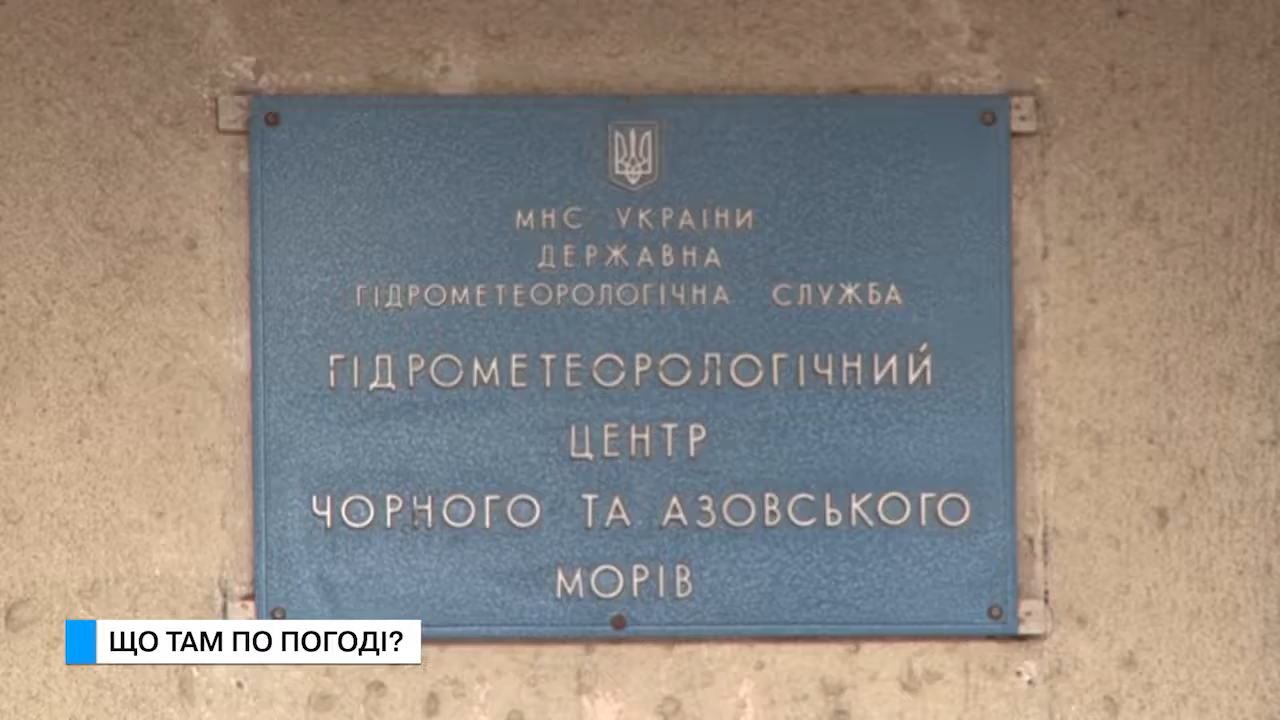 МНС УКРАЇНИ
ДЕРЖАВНА
ГІДРОМЕТЕОРОЛОГІЧНА СЛУЖБА
ГІДРОМЕТЕОРОЛОГІЧНИЙ
ЦЕНТР
ЧОРНОГО ТА АЗОВСЬКОГО
МОРІВ
ЩО ТАМ ПО ПОГОДІ?